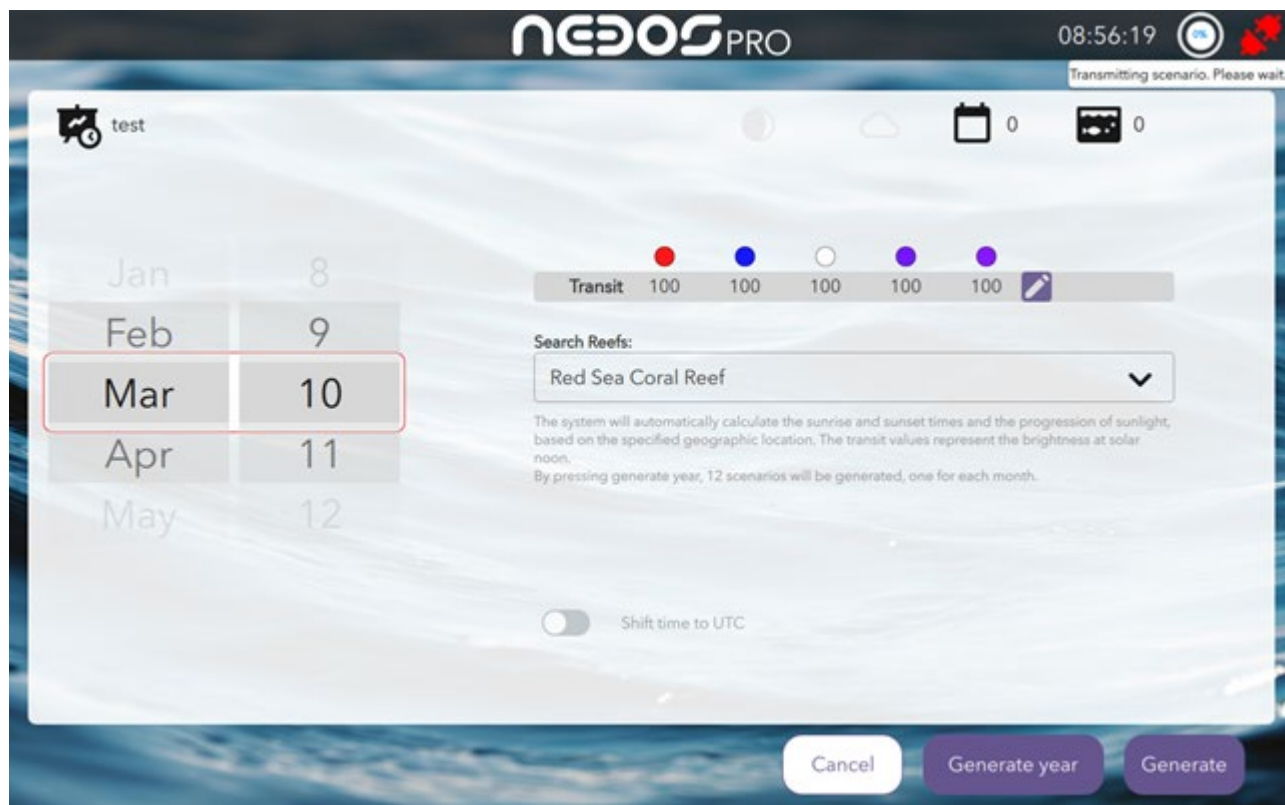 NEOOS PRO
08:56:19
0%
Transmitting scenario. Please wait.
test
0
0
Jan 8
Feb 9
Mar 10
Apr 11
May 12
Transit 100 100 100 100 100
Search Reefs:
Red Sea Coral Reef
The system will automatically calculate the sunrise and sunset times and the progression of sunlight,
based on the specified geographic location. The transit values represent the brightness at solar
noon.
By pressing generate year, 12 scenarios will be generated, one for each month.
Shift time to UTC
Cancel
Generate year
Generate